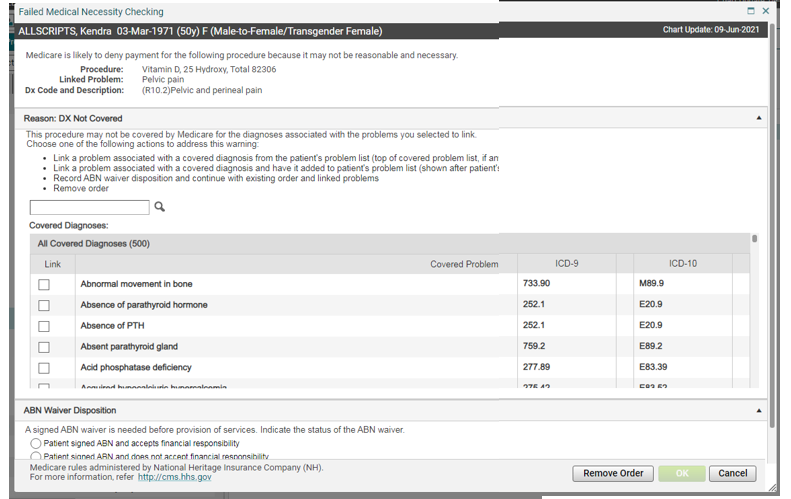 Failed Medical Necessity Checking
ALLSCRIPTS, Kendra 03-Mar-1971 (50y) F (Male-to-Female/Transgender Female) Chart Update: 09-Jun-2021
Medicare is likely to deny payment for the following procedure because it may not be reasonable and necessary.
Procedure: Vitamin D, 25 Hydroxy, Total 82306
Linked Problem: Pelvic pain
Dx Code and Description: (R10.2)Pelvic and perineal pain
Reason: DX Not Covered
This procedure may not be covered by Medicare for the diagnoses associated with the problems you selected to link.
Choose one of the following actions to address this warning:
• Link a problem associated with a covered diagnosis from the patient's problem list (top of covered problem list, if an
• Link a problem associated with a covered diagnosis and have it added to patient's problem list (shown after patient's
• Record ABN waiver disposition and continue with existing order and linked problems
• Remove order
Covered Diagnoses:
All Covered Diagnoses (500)
Link Covered Problem ICD-9 ICD-10
Abnormal movement in bone 733.90 M89.9
Absence of parathyroid hormone 252.1 E20.9
Absence of PTH 252.1 E20.9
Absent parathyroid gland 759.2 E89.2
Acid phosphatase deficiency 277.89 E83.39
Acquired hypocalciuric hypercalcemia 275.42 E83.52
ABN Waiver Disposition
A signed ABN waiver is needed before provision of services. Indicate the status of the ABN waiver.
Patient signed ABN and accepts financial responsibility
Patient signed ABN and does not accept financial responsibility
Medicare rules administered by National Heritage Insurance Company (NH).
For more information, refer http://cms.hhs.gov
Remove Order OK Cancel